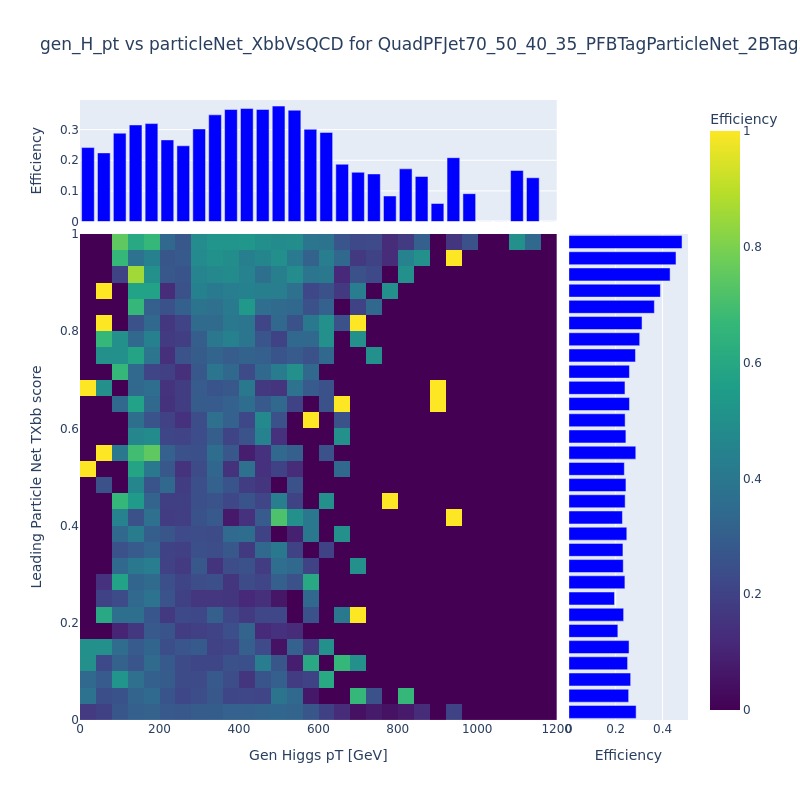 gen_H_pt vs particleNet_XbbVsQCD for QuadPFJet70_50_40_35_PFBTagParticleNet_2BTag
Efficiency
0.3
0.2
0.1
0
Efficiency
1
0.8
0.6
0.4
0.2
0
Leading Particle Net TXbb score
1
0.8
0.6
0.4
0.2
0
0 200 400 600 800 1000 1200
Gen Higgs pT [GeV]
0 0.2 0.4
Efficiency